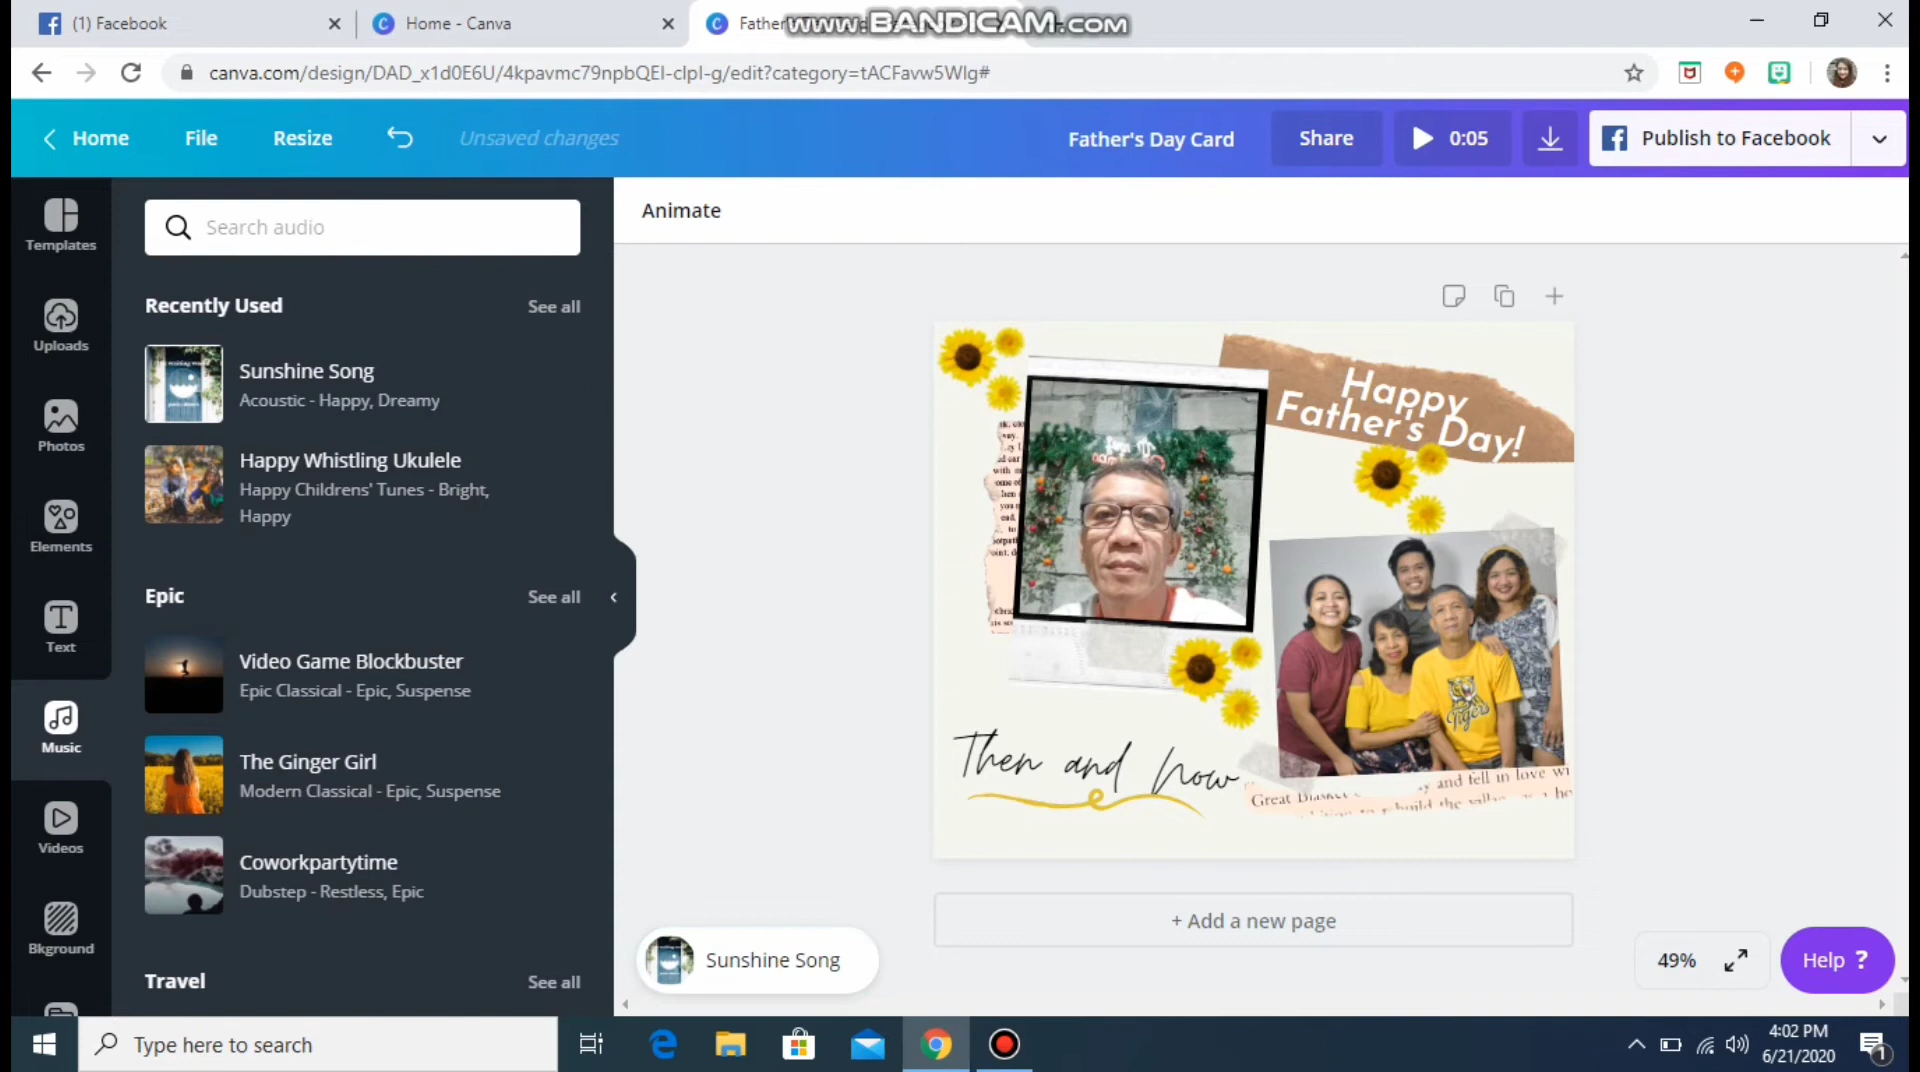 (1) Facebook
Home - Canva
Father's
www.BANDICAM.com
canva.com/design/DAD_x1d0E6U/4kpavmc79npbQEI-clpl-g/edit?category=tACFavw5WIg#
Home
File
Resize
Unsaved changes
Father's Day Card
Share
0:05
Publish to Facebook
Templates
Uploads
Photos
Elements
Text
Music
Videos
Bkground
Search audio
Recently Used
See all
Sunshine Song
Acoustic - Happy, Dreamy
Happy Whistling Ukulele
Happy Childrens' Tunes - Bright,
Happy
Epic
See all
Video Game Blockbuster
Epic Classical - Epic, Suspense
The Ginger Girl
Modern Classical - Epic, Suspense
Coworkpartytime
Dubstep - Restless, Epic
Travel
See all
Animate
Happy
Father's Day!
Tigers
Then and Now
and fell in love wi
Great
+ Add a new page
Sunshine Song
49%
Help ?
Type here to search
4:02 PM
6/21/2020
1